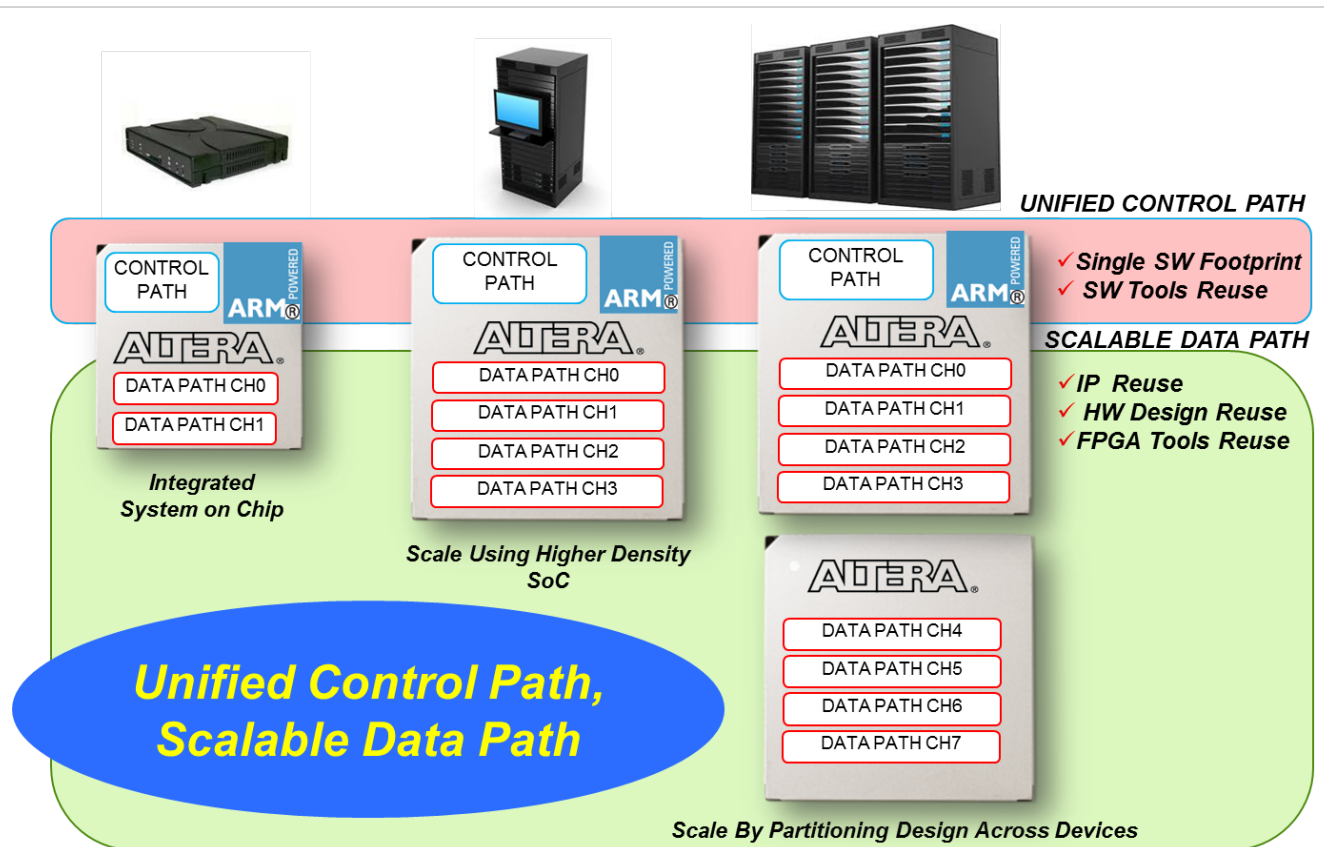 UNIFIED CONTROL PATH
CONTROL
PATH
POWERED
ARM®
ALTERA®
DATA PATH CH0
DATA PATH CH1
Integrated
System on Chip
CONTROL
PATH
POWERED
ARM®
ALTERA®
DATA PATH CH0
DATA PATH CH1
DATA PATH CH2
DATA PATH CH3
Scale Using Higher Density
SoC
CONTROL
PATH
POWERED
ARM®
ALTERA®
DATA PATH CH0
DATA PATH CH1
DATA PATH CH2
DATA PATH CH3
✓Single SW Footprint
✓ SW Tools Reuse
SCALABLE DATA PATH
✓IP Reuse
✓ HW Design Reuse
✓FPGA Tools Reuse
ALTERA®
DATA PATH CH4
DATA PATH CH5
DATA PATH CH6
DATA PATH CH7
Unified Control Path,
Scalable Data Path
Scale By Partitioning Design Across Devices